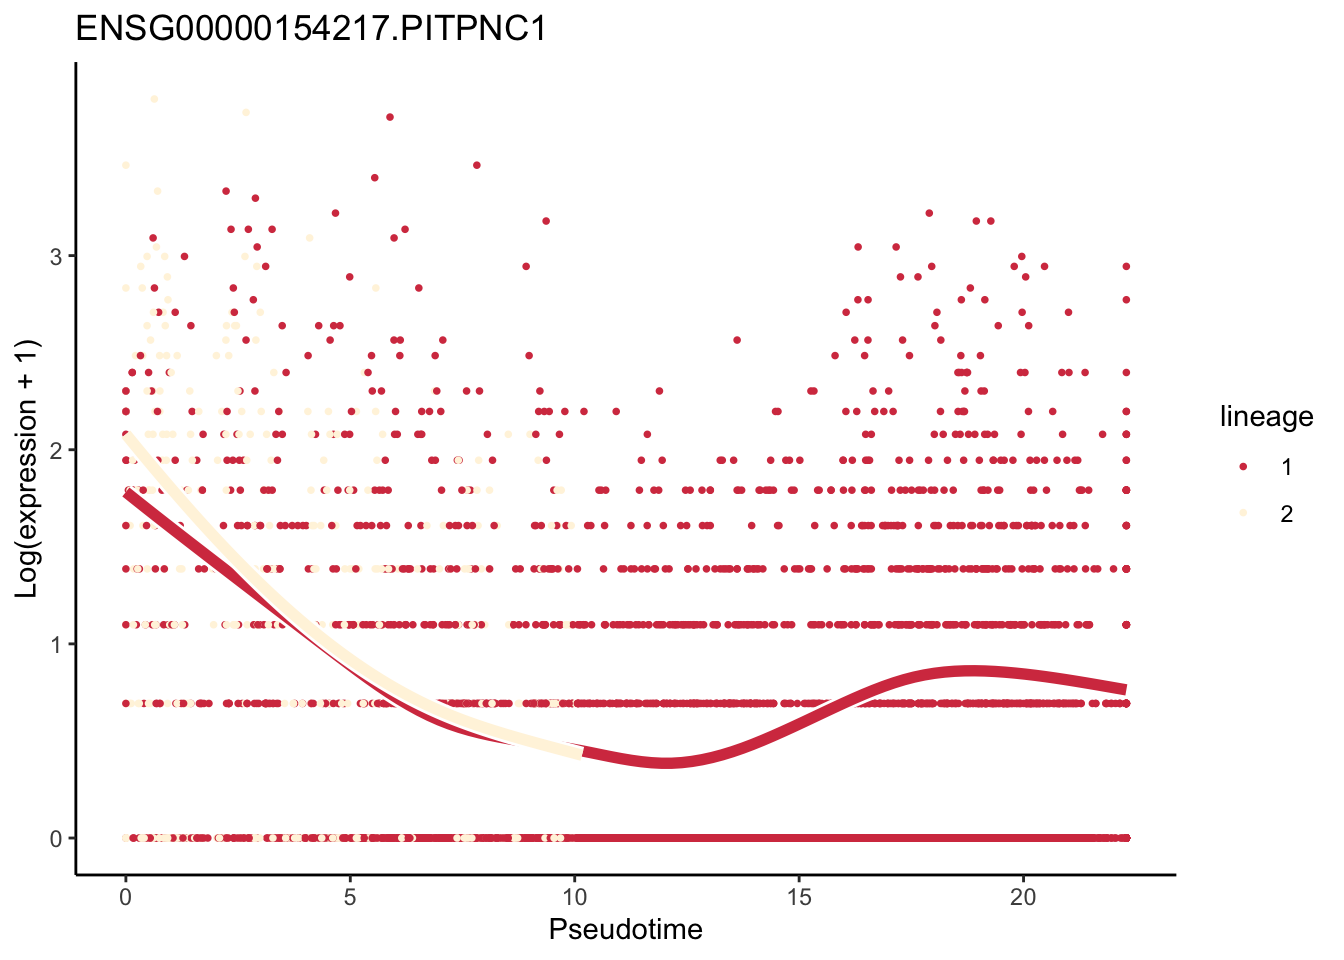 ENSG00000154217.PITPNC1
Log(expression + 1)
3
2
1
0
0 5 10 15 20
Pseudotime
lineage
1
2